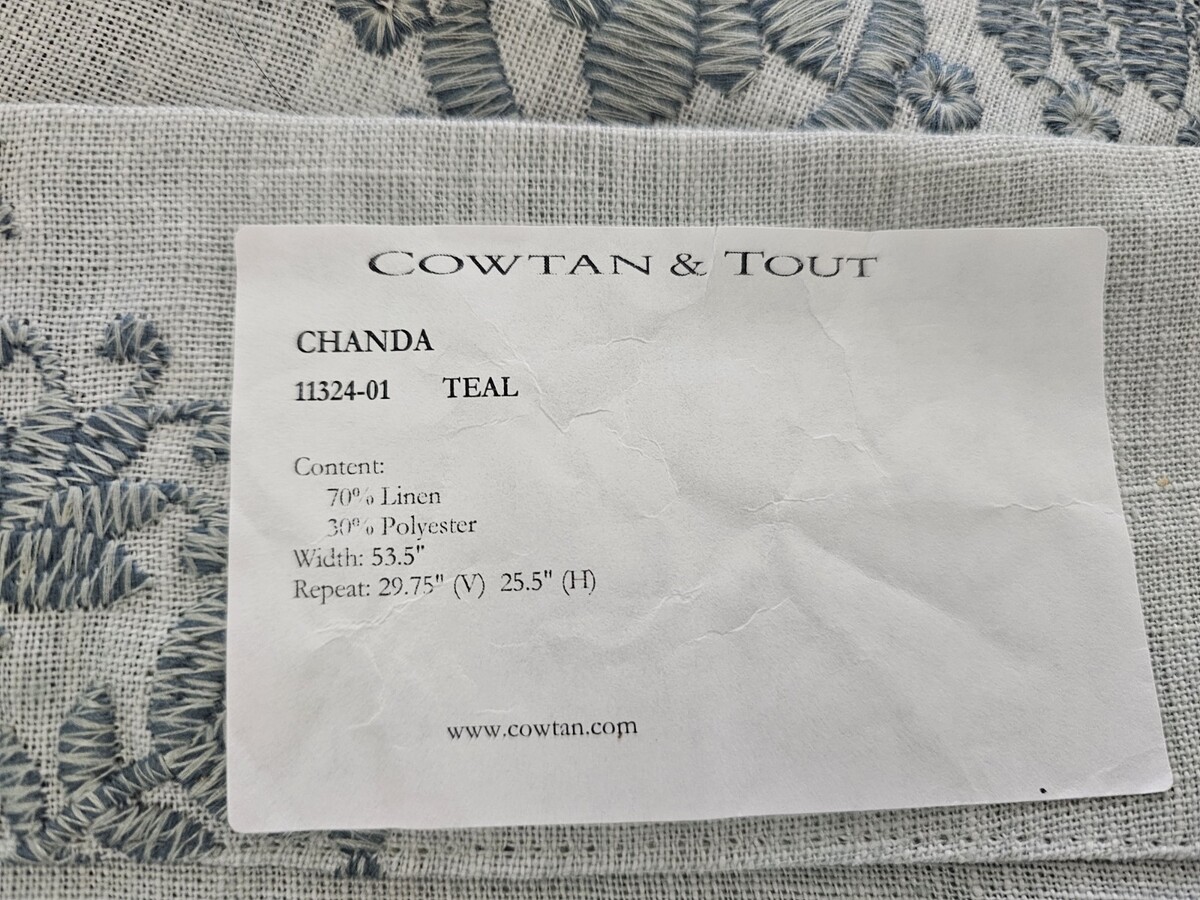 COWTAN & TOUT
CHANDA
11324-01 TEAL
Content:
70% Linen
30% Polyester
Width: 53.5"
Repeat: 29.75" (V) 25.5" (H)
www.cowtan.com